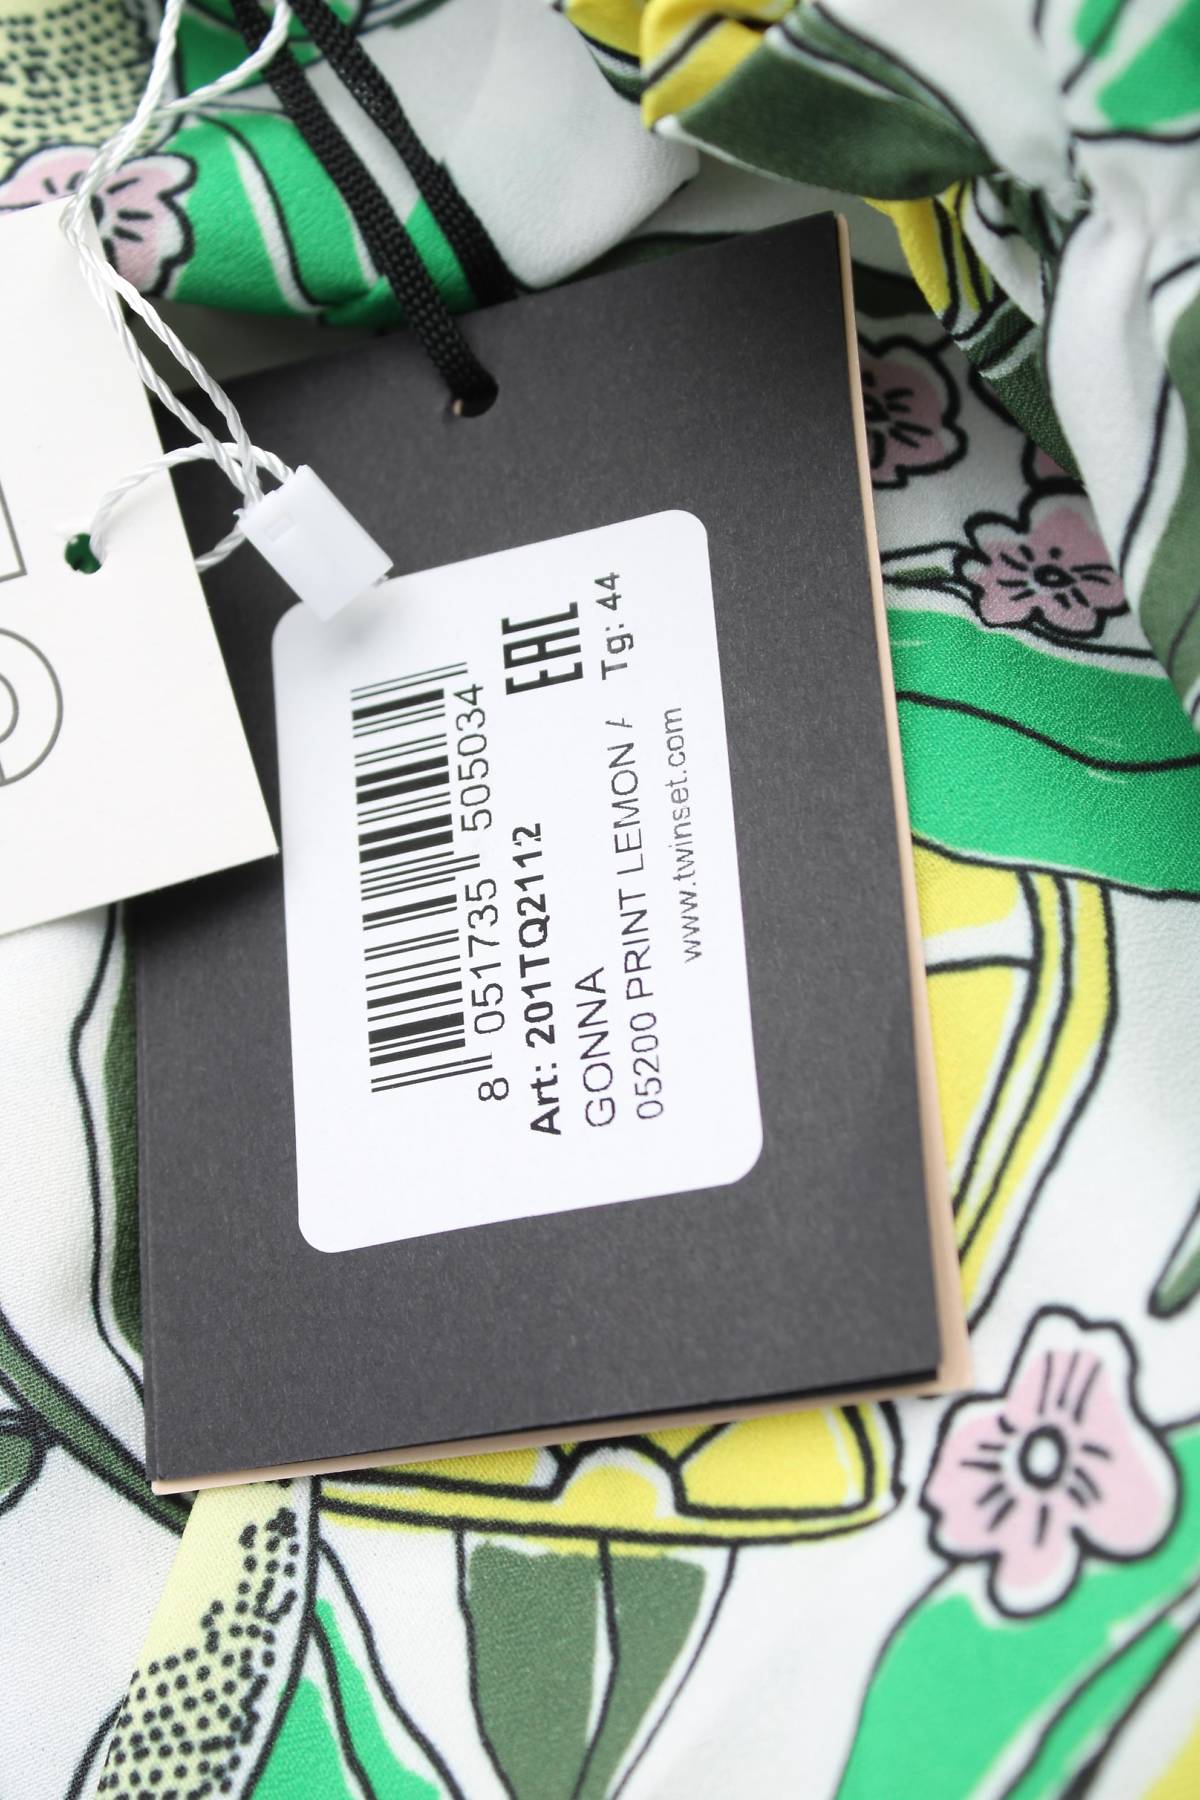 8 051735 505034
EAC
Art: 201TQ2112
GONNA
05200 PRINT LEMON / Tg: 44
www.twinset.com